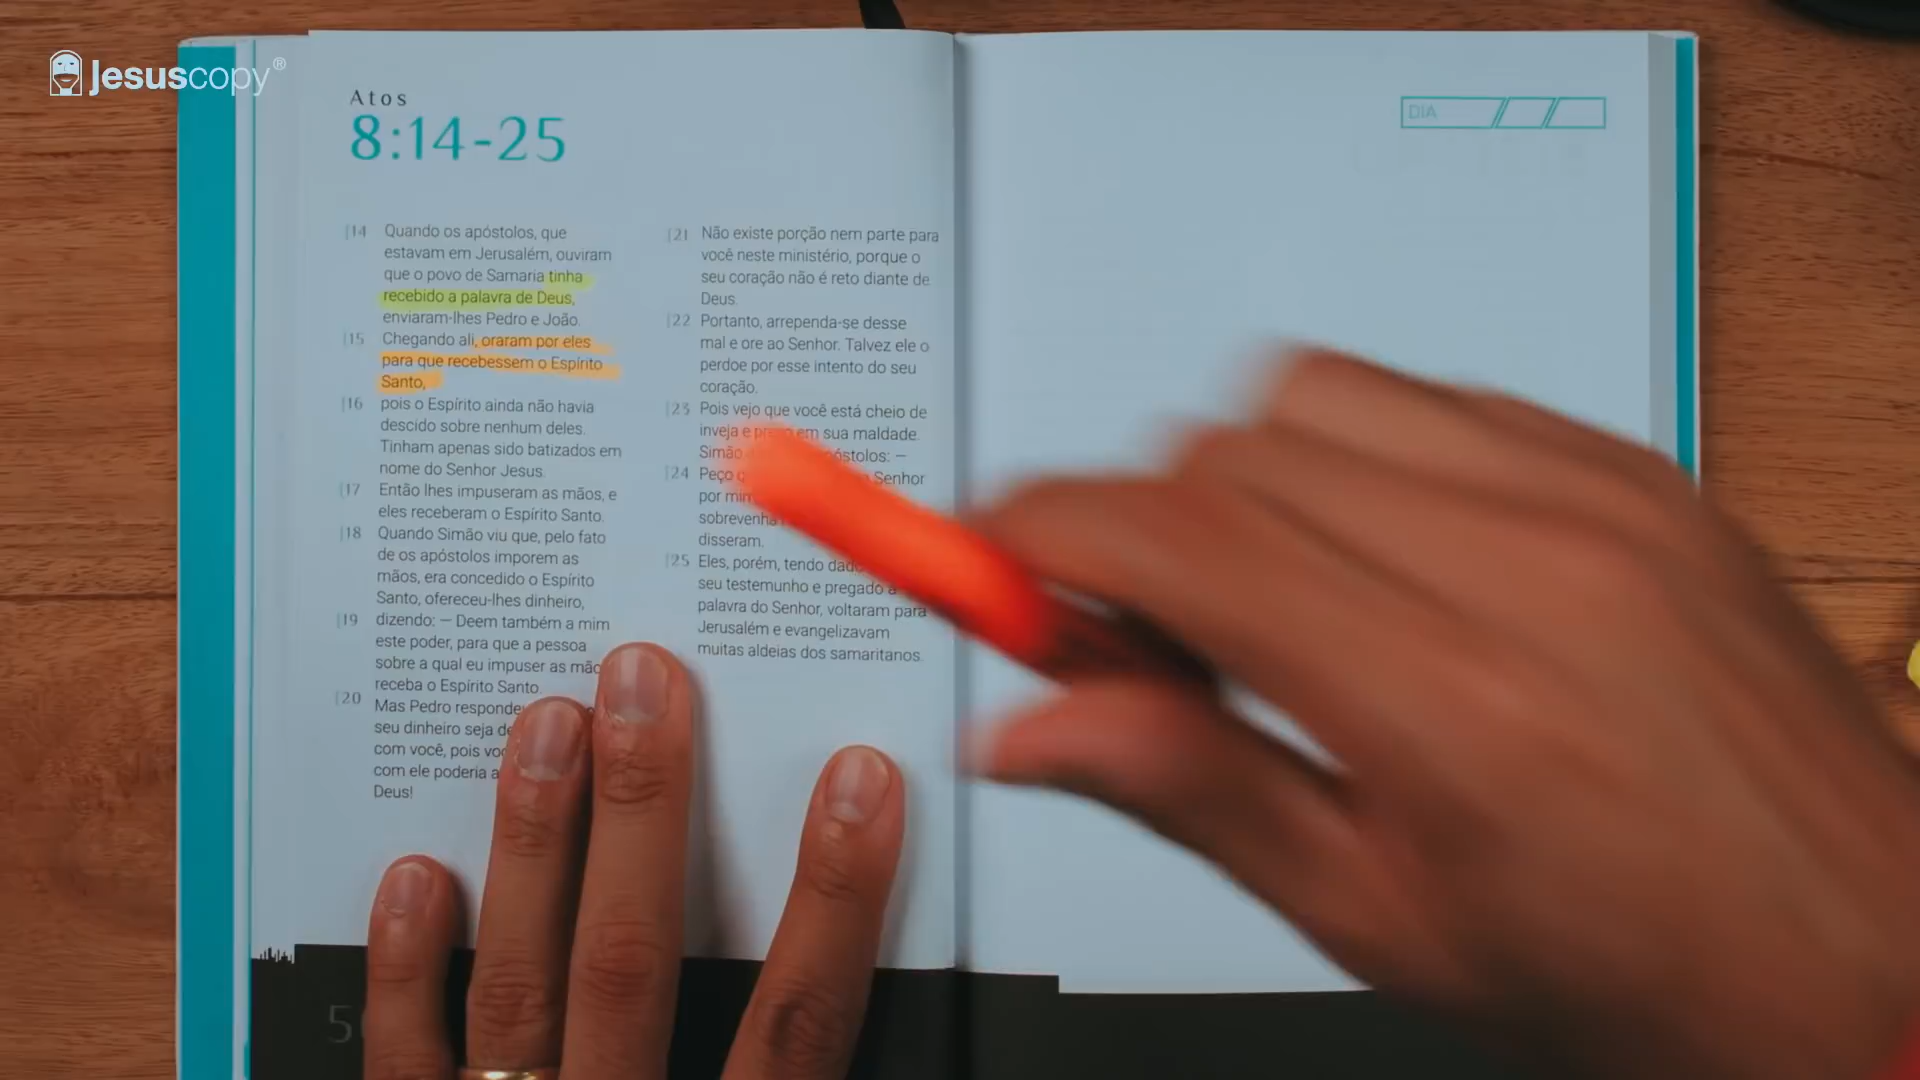 Jesuscopy®
Atos
8:14-25
[14 Quando os apóstolos, que
estavam em Jerusalém, ouviram
que o povo de Samaria tinha
recebido a palavra de Deus,
enviaram-lhes Pedro e João.
[15 Chegando ali, oraram por eles
para que recebessem o Espírito
Santo,
[16 pois o Espírito ainda não havia
descido sobre nenhum deles.
Tinham apenas sido batizados em
nome do Senhor Jesus.
[17 Então lhes impuseram as mãos, e
eles receberam o Espírito Santo.
[18 Quando Simão viu que, pelo fato
de os apóstolos imporem as
mãos, era concedido o Espírito
Santo, ofereceu-lhes dinheiro,
[19 dizendo: — Deem também a mim
este poder, para que a pessoa
sobre a qual eu impuser as
receba o Espírito Santo.
[20 Mas Pedro
seu dinheiro seja
com você, pois
com ele poderia
Deus!
[21 Não existe porção nem parte para
você neste ministério, porque o
seu coração não é reto diante de
Deus.
[22 Portanto, arrependa-se desse
mal e ore ao Senhor. Talvez ele o
perdoe por esse intento do seu
coração.
[23 Pois vejo que você está cheio de
inveja e em sua maldade.
Simão —
[24 Peço Senhor
por
sobrevenha
disseram.
[25 Eles, porém, tendo
seu testemunho e pregado a
palavra do Senhor, voltaram para
Jerusalém e evangelizavam
muitas aldeias dos samaritanos.
DIA